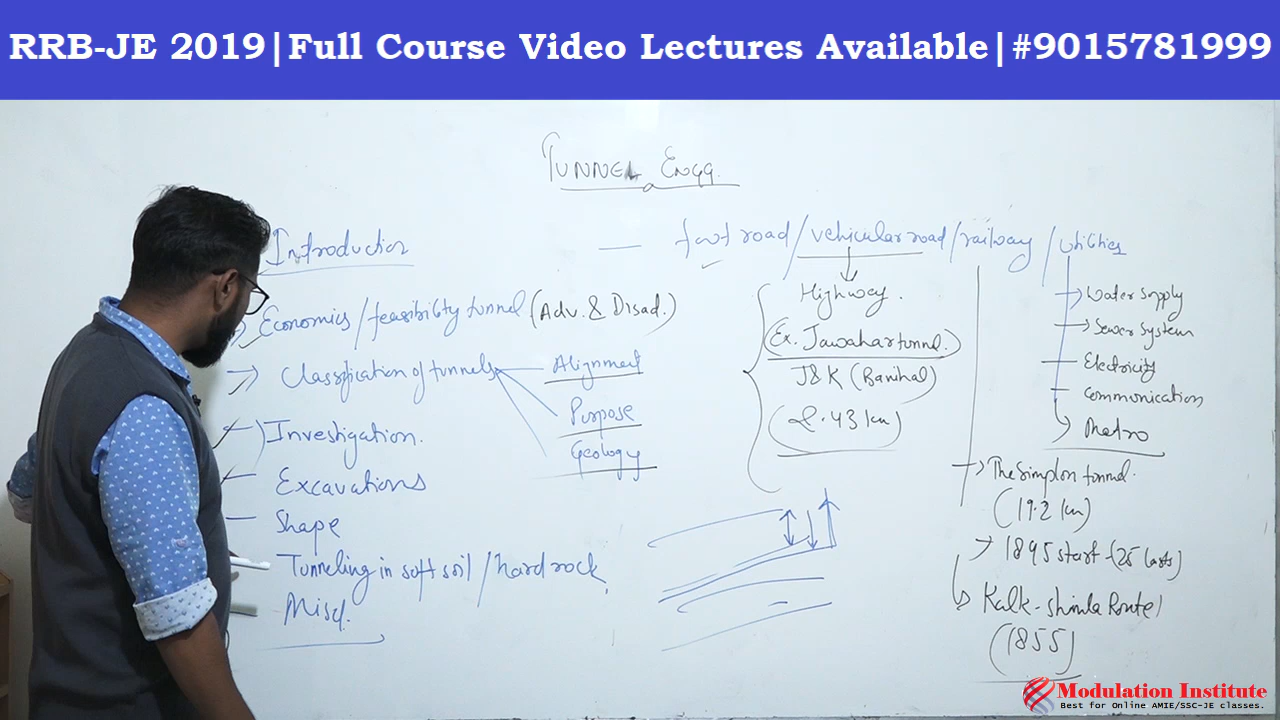 RRB-JE 2019|Full Course Video Lectures Available|#9015781999
TUNNEL Engg.
Introduction
foot road/vehicular road/railway/utilities
Economics/feasibility tunnel (Adv. & Disad.)
Classification of tunnels
Alignment
Purpose
Geology
Investigation.
Excavations
Shape
Tunneling in soft soil/hard rock
Miscl.
Highway.
(Ex. Jawahar tunnel.)
J&K (Banihal)
(2.43 km)
Water supply
Sewer system
Electricity
Communication
Metro
The simplon tunnel.
(19.2 km)
1895 start (25
Kalk-Shimla Route
(1855)
Modulation Institute
Best for Online AMIE/SSC-JE classes.